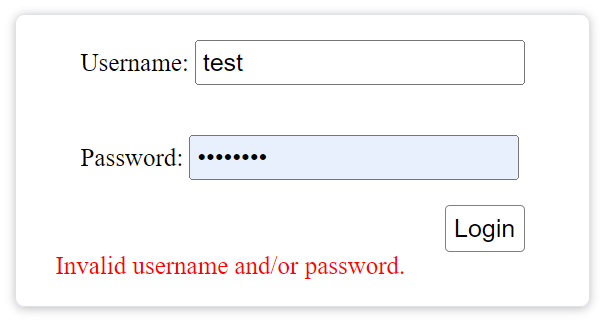 Username: test
Password: ••••••••
Login
Invalid username and/or password.